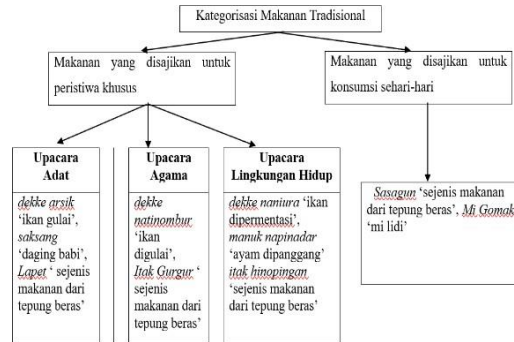 Kategorisasi Makanan Tradisional
Makanan yang disajikan untuk
peristiwa khusus
Makanan yang disajikan untuk
konsumsi sehari-hari
Upacara
Adat
dekke arsik
‘ikan gulai’,
saksang
‘daging babi’,
Lapet ‘ sejenis
makanan dari
tepung beras’
Upacara
Agama
dekke
natinombur
‘ikan
digulai’,
Itak Gurgur ‘
sejenis
makanan dari
tepung beras’
Upacara
Lingkungan Hidup
dekke naniura ‘ikan
dipermentasi’,
manuk napinadar
‘ayam dipanggang’
itak hinopingan
‘sejenis makanan
dari tepung beras’
Sasagun ‘sejenis makanan
dari tepung beras’, Mi Gomak
‘mi lidi’